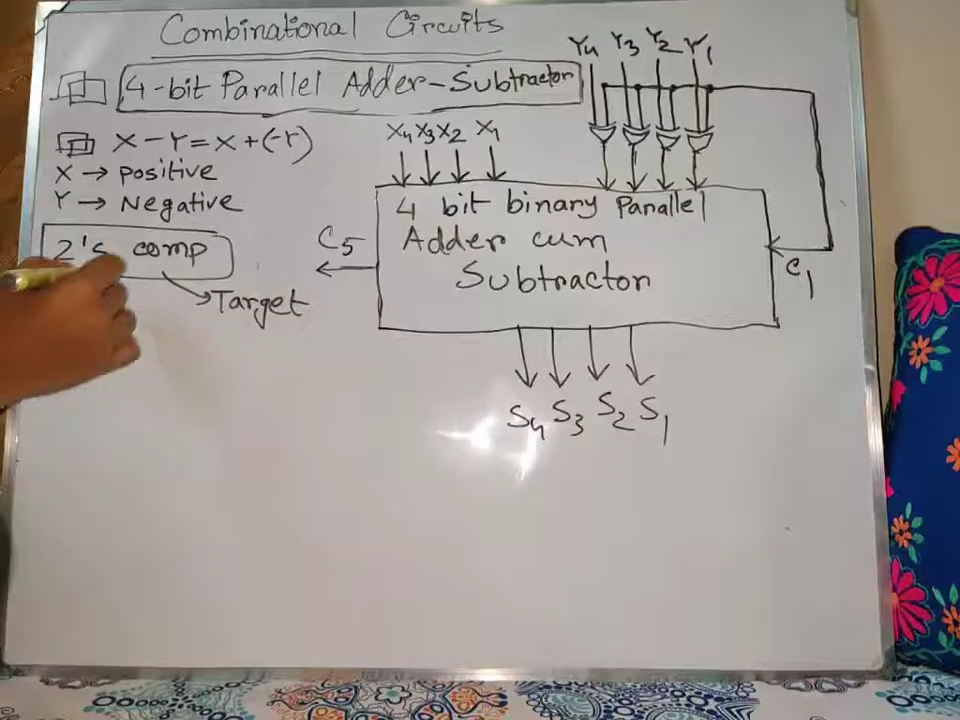 Combinational Circuits
4-bit Parallel Adder-Subtractor
X - Y = X + (-Y)
X → positive
Y → Negative
2's comp
Target
Y4 Y3 Y2 Y1
X4 X3 X2 X1
4 bit binary Parallel
Adder cum
Subtractor
C5
C1
S4 S3 S2 S1